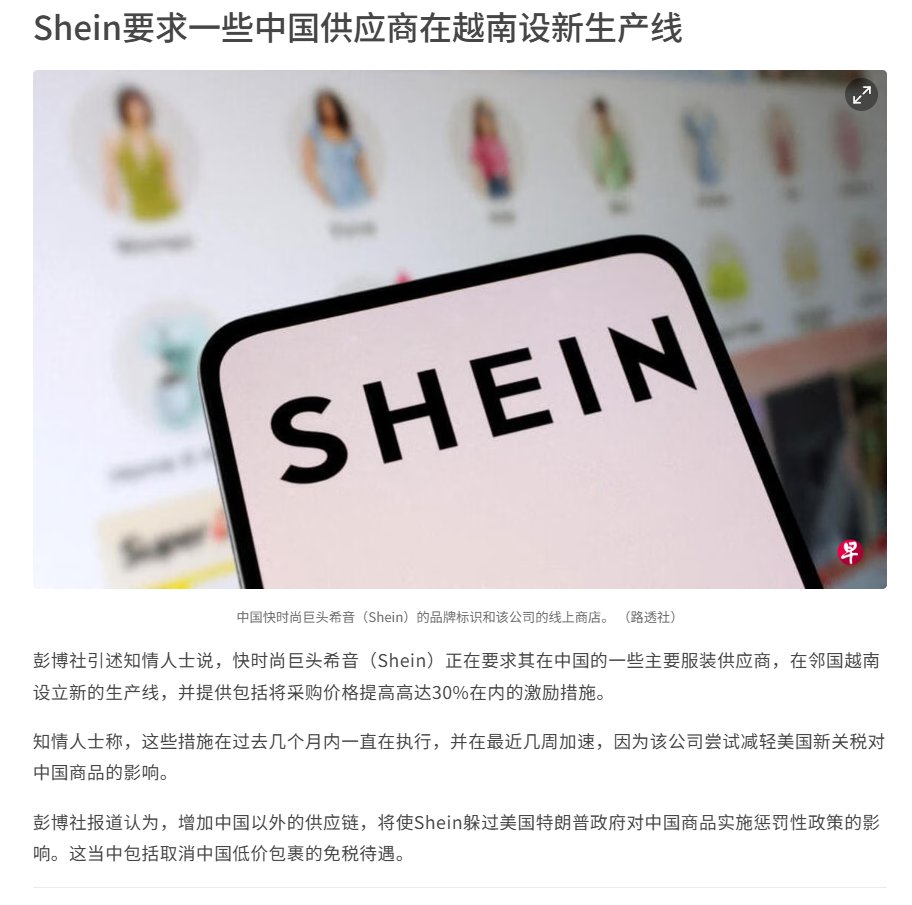 Shein要求一些中国供应商在越南设新生产线
SHEIN
Super
早
中国快时尚巨头希音（Shein）的品牌标识和该公司的线上商店。（路透社）
彭博社引述知情人士说，快时尚巨头希音（Shein）正在要求其在中国的一些主要服装供应商，在邻国越南
设立新的生产线，并提供包括将采购价格提高高达30%在内的激励措施。
知情人士称，这些措施在过去几个月内一直在执行，并在最近几周加速，因为该公司尝试减轻美国新关税对
中国商品的影响。
彭博社报道认为，增加中国以外的供应链，将使Shein躲过美国特朗普政府对中国商品实施惩罚性政策的影
响。这当中包括取消中国低价包裹的免税待遇。